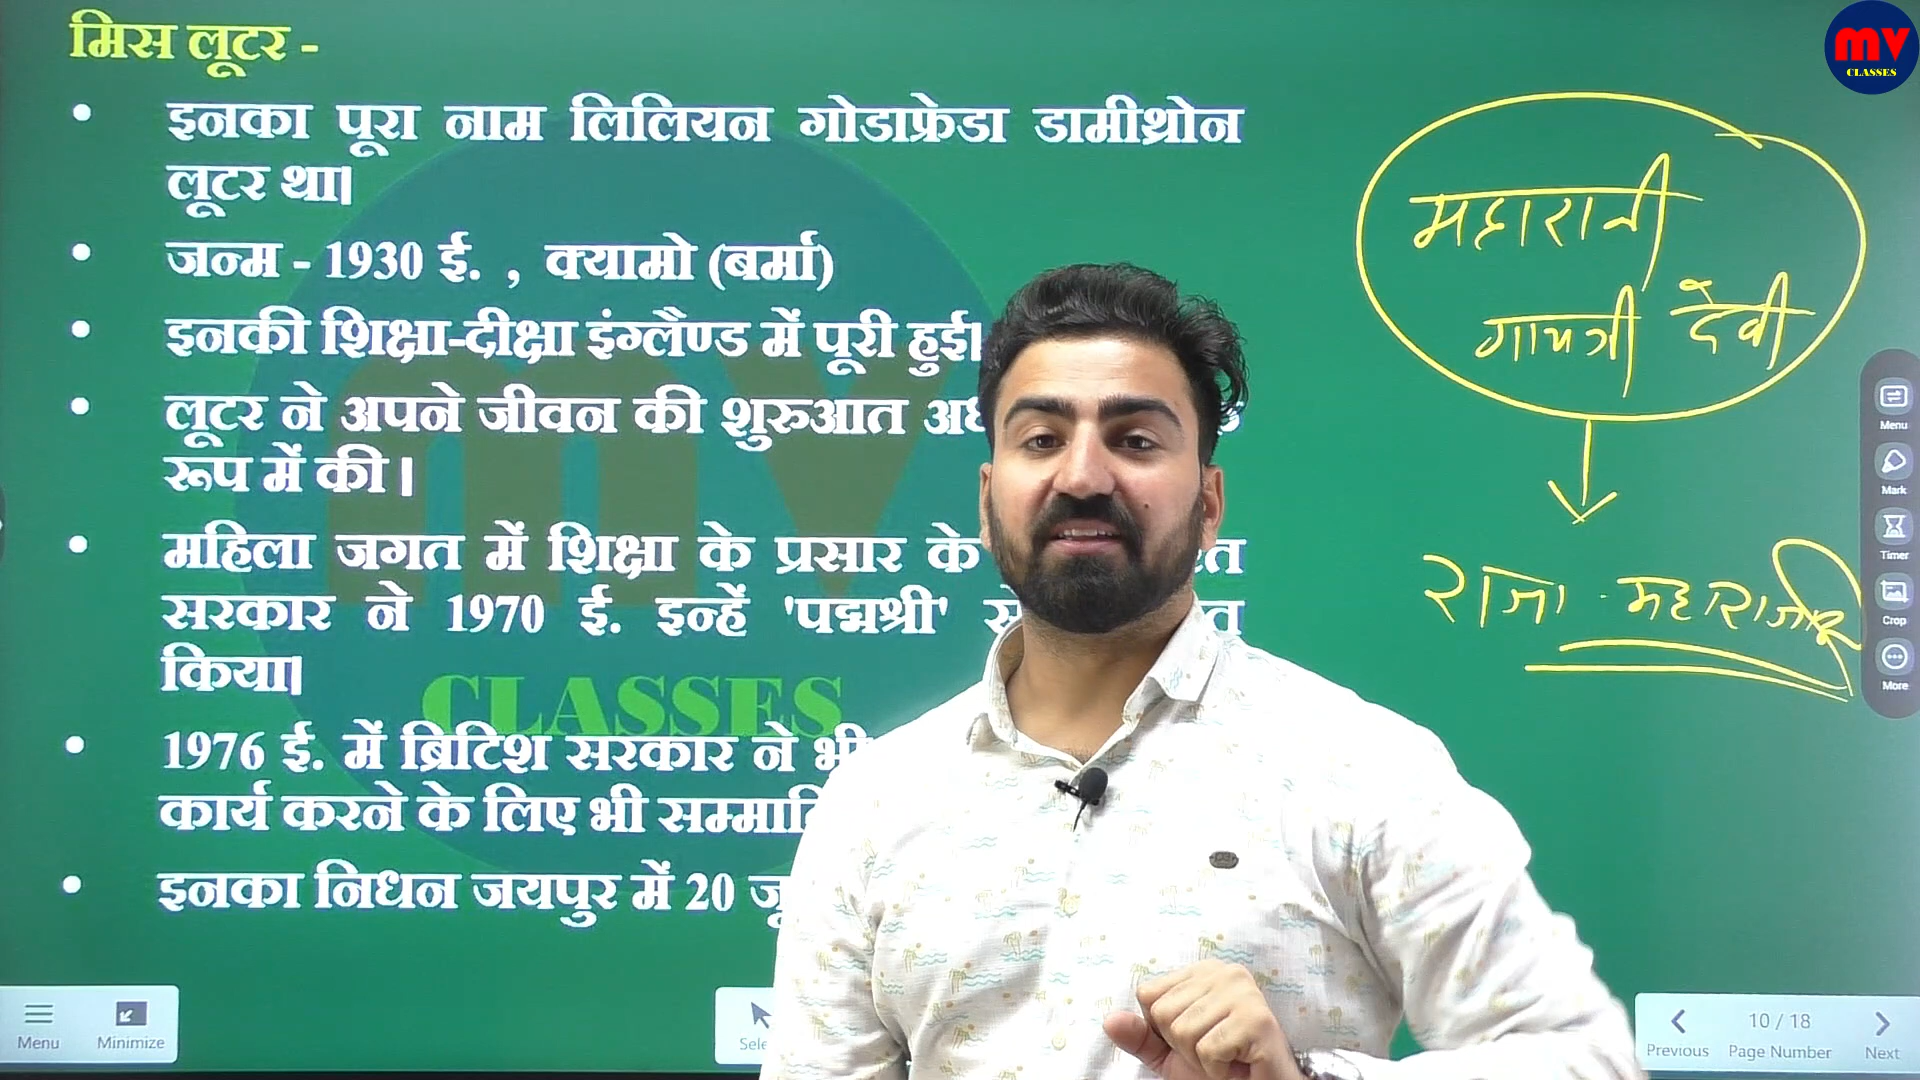 मिस लूटर -
• इनका पूरा नाम लिलियन गोडाफ्रेडा डामीथ्रोन
लूटर था।
• जन्म - 1930 ई. , क्यामो (बर्मा)
• इनकी शिक्षा-दीक्षा इंग्लैण्ड में पूरी हुई।
• लूटर ने अपने जीवन की शुरुआत
रूप में की।
• महिला जगत में शिक्षा के प्रसार के
सरकार ने 1970 ई. इन्हें 'पद्मश्री'
किया।
• 1976 ई. में ब्रिटिश सरकार ने
कार्य करने के लिए भी
• इनका निधन जयपुर में 20
CLASSES
महारानी
गायत्री देवी
राजा - महाराजा
mv
CLASSES
Menu
Mark
Timer
Crop
More
Menu
Minimize
10 / 18
Previous
Page Number
Next